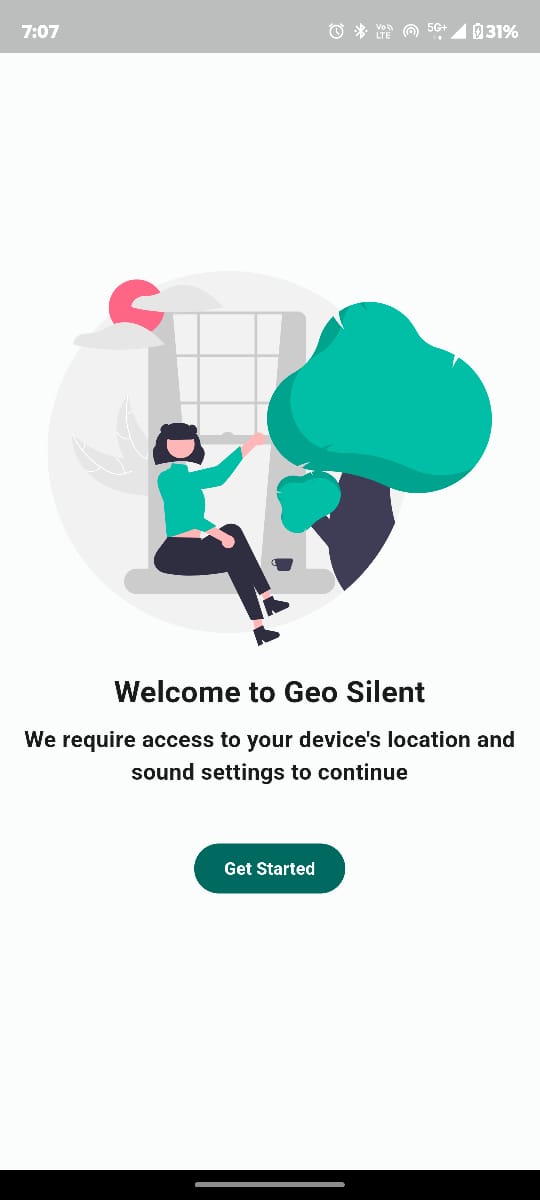 7:07
Vo
LTE
5G+
31%
Welcome to Geo Silent
We require access to your device's location and
sound settings to continue
Get Started